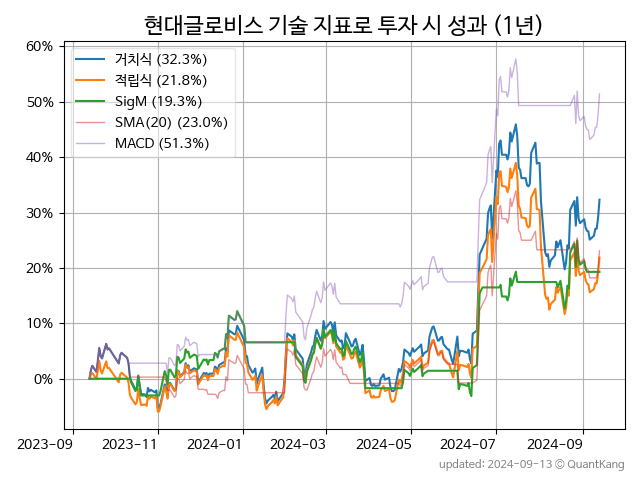 현대글로비스 기술 지표로 투자 시 성과 (1년)
60%
50%
40%
30%
20%
10%
0%
거치식 (32.3%)
적립식 (21.8%)
SigM (19.3%)
SMA(20) (23.0%)
MACD (51.3%)
2023-09
2023-11
2024-01
2024-03
2024-05
2024-07
2024-09
updated: 2024-09-13 ⓒ QuantKang